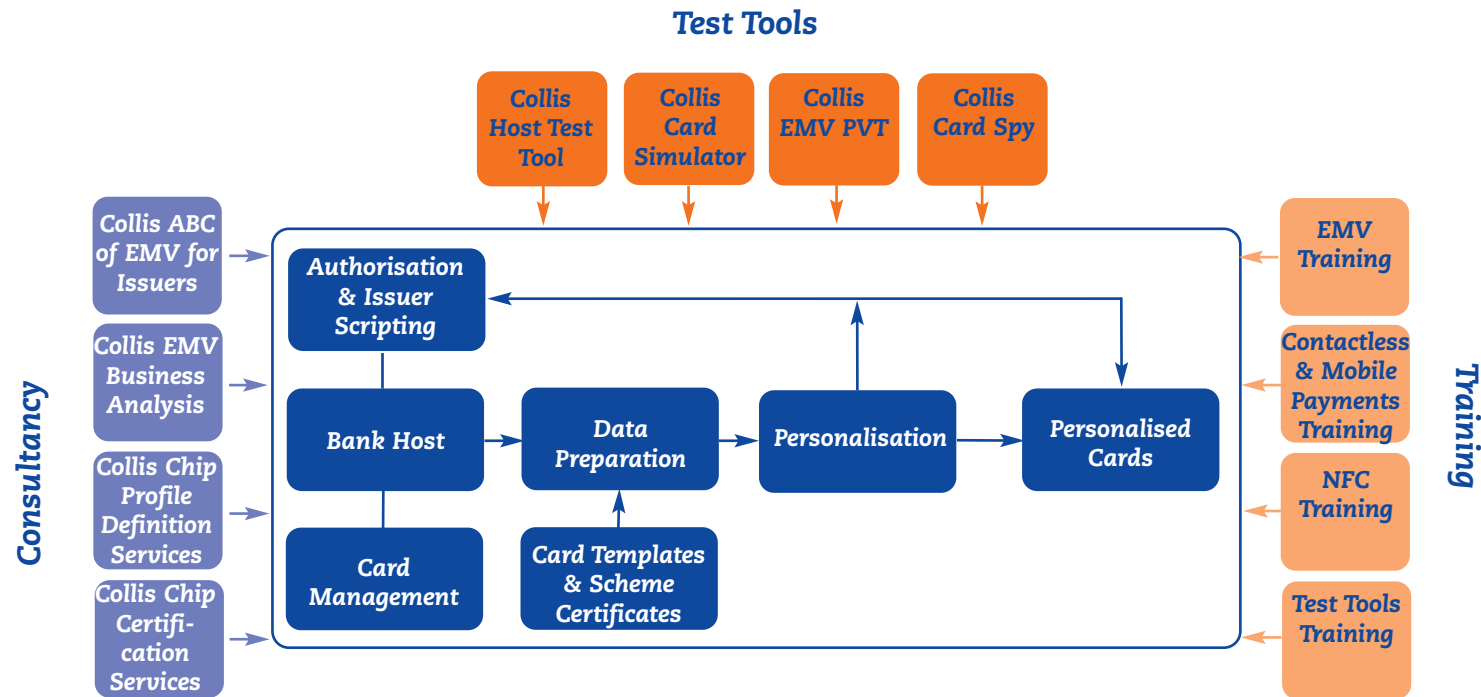 Test Tools
Collis
Host Test
Tool
Collis
Card
Simulator
Collis
EMV PVT
Collis
Card Spy
Consultancy
Collis ABC
of EMV for
Issuers
Collis EMV
Business
Analysis
Collis Chip
Profile
Definition
Services
Collis Chip
Certifi-
cation
Services
Authorisation
& Issuer
Scripting
Bank Host
Data
Preparation
Personalisation
Personalised
Cards
Card
Management
Card Templates
& Scheme
Certificates
EMV
Training
Contactless
& Mobile
Payments
Training
NFC
Training
Test Tools
Training
Training